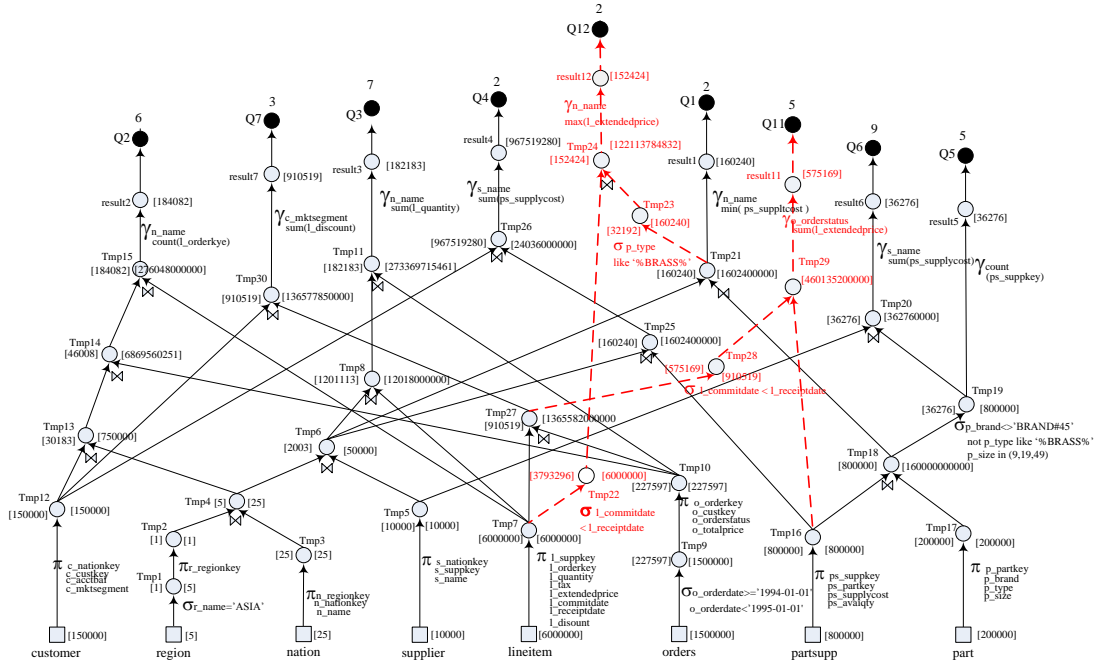 2
Q12
result12
[152424]
γn_name
max(l_extendedprice)
Tmp24
[122113784832]
[152424]
6
Q2
result2
[184082]
γn_name
count(l_orderkye)
Tmp15
[184082]
[276048000000]
3
Q7
result7
[910519]
γc_mktsegment
sum(l_discount)
Tmp30
[910519]
[136577850000]
7
Q3
result3
[182183]
γn_name
sum(l_quantity)
Tmp11
[182183]
[273369715461]
2
Q4
result4
[967519280]
γs_name
sum(ps_supplycost)
Tmp26
[967519280]
[24036000000]
2
Q1
result1
[160240]
γn_name
min( ps_suppltcost )
Tmp23
[160240]
[32192]
σ p_type
like ‘%BRASS%’
Tmp21
[160240]
[1602400000]
5
Q11
result11
[575169]
γo_orderstatus
sum(l_extendedprice)
Tmp29
[460135200000]
9
Q6
result6
[36276]
γs_name
sum(ps_supplycost)
Tmp20
[36276]
[362760000]
5
Q5
result5
[36276]
γcount
(ps_suppkey)
Tmp14
[46008]
[6869560251]
Tmp8
[1201113]
[12018000000]
Tmp25
[160240]
[1602400000]
Tmp28
[575169]
[910519]
σ l_commitdate < l_receiptdate
Tmp19
[36276]
[800000]
σp_brand<>'BRAND#45'
not p_type like ‘%BRASS%’
p_size in (9,19,49)
Tmp13
[30183]
[750000]
Tmp6
[2003]
[50000]
Tmp27
[910519]
[1365582000000]
Tmp18
[800000]
[160000000000]
[3793296]
[6000000]
Tmp22
σ l_commitdate
< l_receiptdate
Tmp10
[227597]
[227597]
π o_orderkey
o_custkey
o_orderstatus
o_totalprice
Tmp12
[150000]
[150000]
Tmp4
[5]
[25]
Tmp5
[10000]
[10000]
Tmp7
[6000000]
[6000000]
Tmp2
[1]
[1]
Tmp3
[25]
[25]
Tmp9
[227597]
[1500000]
Tmp16
[800000]
[800000]
Tmp17
[200000]
[200000]
π c_nationkey
c_custkey
c_acctbal
c_mktsegment
πr_regionkey
Tmp1
[1]
[5]
σr_name='ASIA'
πn_regionkey
n_nationkey
n_name
π s_nationkey
s_suppkey
s_name
π l_suppkey
l_orderkey
l_quantity
l_tax
l_extendedprice
l_commitdate
l_receiptdate
l_disount
σo_orderdate>='1994-01-01'
o_orderdate<'1995-01-01'
π ps_suppkey
ps_partkey
ps_supplycost
ps_avalqty
π p_partkey
p_brand
p_type
p_size
[150000]
[5]
[25]
[10000]
[6000000]
[1500000]
[800000]
[200000]
customer
region
nation
supplier
lineitem
orders
partsupp
part